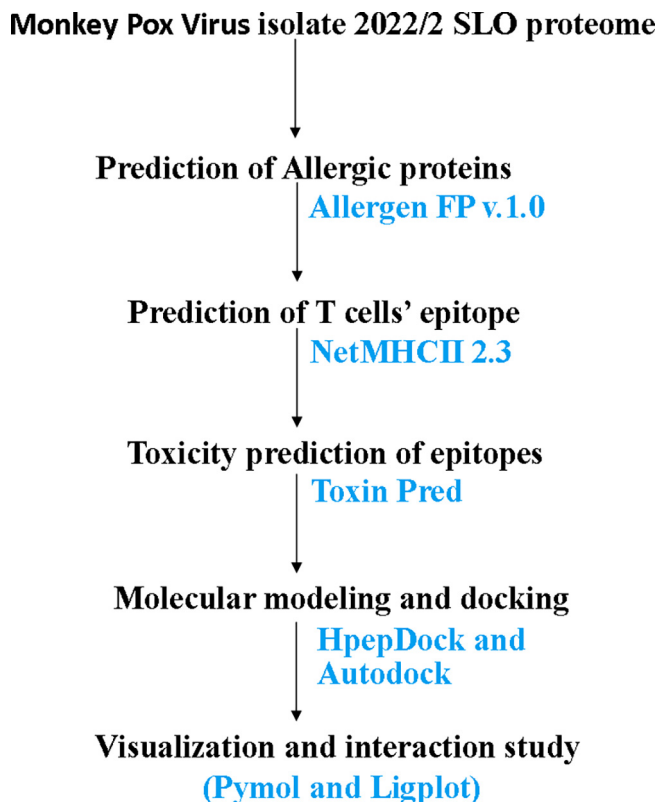 Monkey Pox Virus isolate 2022/2 SLO proteome
Prediction of Allergic proteins
Allergen FP v.1.0
Prediction of T cells’ epitope
NetMHCII 2.3
Toxicity prediction of epitopes
Toxin Pred
Molecular modeling and docking
HpepDock and
Autodock
Visualization and interaction study
(Pymol and Ligplot)